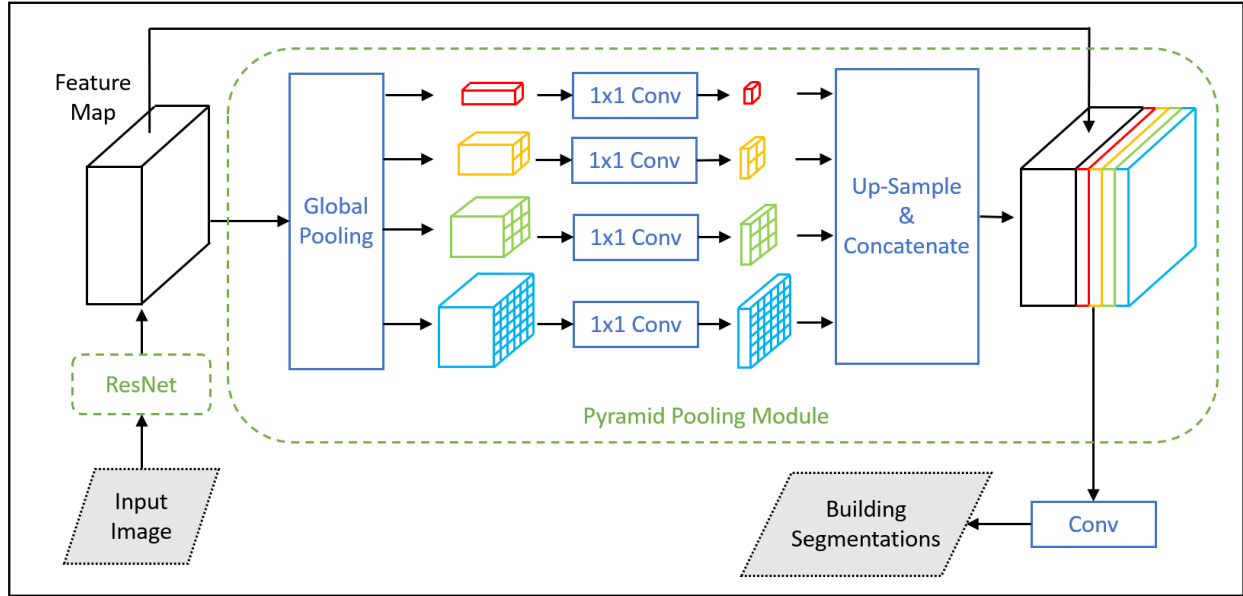 Feature
Map
Global
Pooling
1x1 Conv
1x1 Conv
1x1 Conv
1x1 Conv
Up-Sample
&
Concatenate
Pyramid Pooling Module
ResNet
Input
Image
Building
Segmentations
Conv